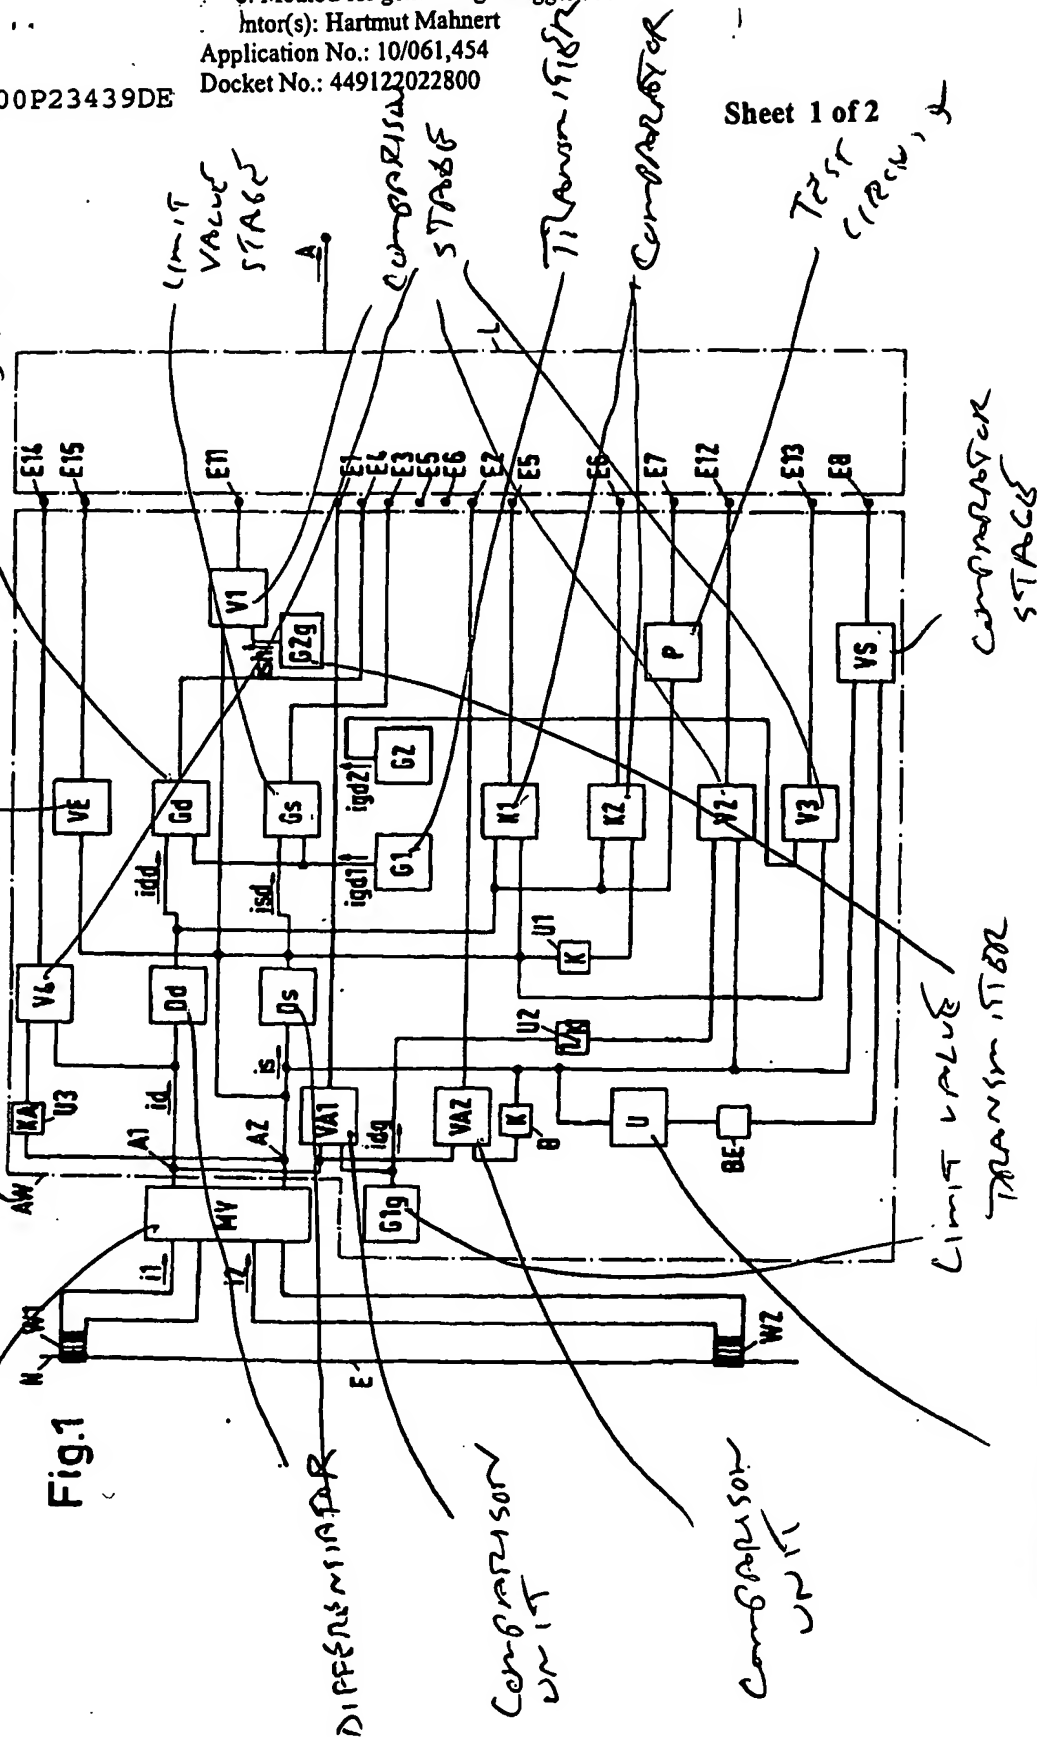 Hartmut Mahnert
Application No.: 10/061,454
Docket No.: 449122022800
00P23439DE
Sheet 1 of 2
LIMIT
VALUE
STAGE
COMPARISON
STAGE
TRANSMITTER
COMPARATOR
TEST
CIRCUIT
A
L
E14
E15
E11
E1
E4
E3
E5
E6
E2
E5
E6
E7
E12
E13
E8
V1
G2g
ish
P
VS
COMPARATOR
STAGE
VE
Gd
Gs
igd2
G2
K1
K2
V2
V3
idd
isd
igd1
G1
V4
Dd
Ds
U1
K
U2
1/K
KA
U3
id
is
VA1
idg
VA2
K
B
U
BE
A1
A2
AW
MV
G1g
i1
i2
N
W1
E
W2
LIMIT VALUE
TRANSMITTER
Fig.1
DIFFERENTIATOR
COMPARISON
UNIT
COMPARISON
UNIT